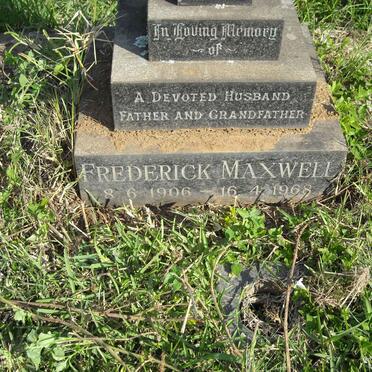 In Loving Memory
~ of ~
A DEVOTED HUSBAND
FATHER AND GRANDFATHER
FREDERICK MAXWELL
8.6.1906 – 16.4.1968